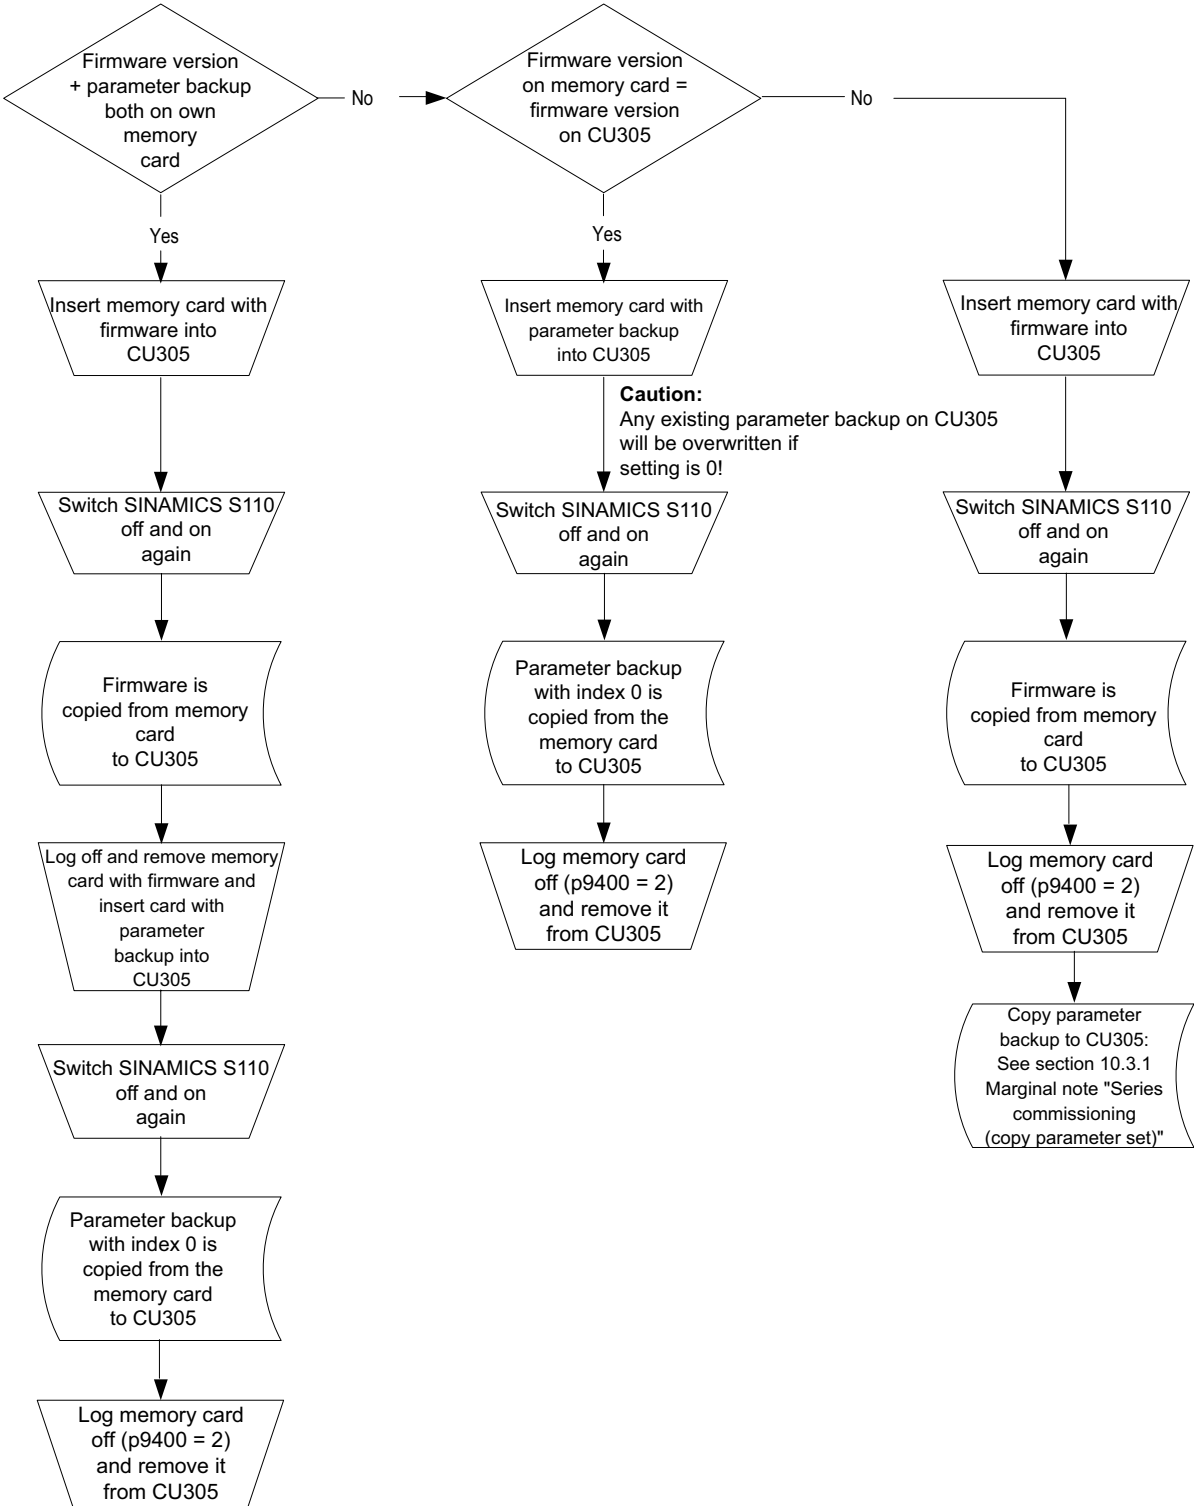 Firmware version
+ parameter backup
both on own
memory
card
No
Yes
Insert memory card with
firmware into
CU305
Switch SINAMICS S110
off and on
again
Firmware is
copied from memory
card
to CU305
Log off and remove memory
card with firmware and
insert card with
parameter
backup into
CU305
Switch SINAMICS S110
off and on
again
Parameter backup
with index 0 is
copied from the
memory card
to CU305
Log memory card
off (p9400 = 2)
and remove it
from CU305
Firmware version
on memory card =
firmware version
on CU305
No
Yes
Insert memory card with
parameter backup
into CU305
Caution:
Any existing parameter backup on CU305
will be overwritten if
setting is 0!
Switch SINAMICS S110
off and on
again
Parameter backup
with index 0 is
copied from the
memory card
to CU305
Log memory card
off (p9400 = 2)
and remove it
from CU305
Insert memory card with
firmware into
CU305
Switch SINAMICS S110
off and on
again
Firmware is
copied from memory
card
to CU305
Log memory card
off (p9400 = 2)
and remove it
from CU305
Copy parameter
backup to CU305:
See section 10.3.1
Marginal note "Series
commissioning
(copy parameter set)"